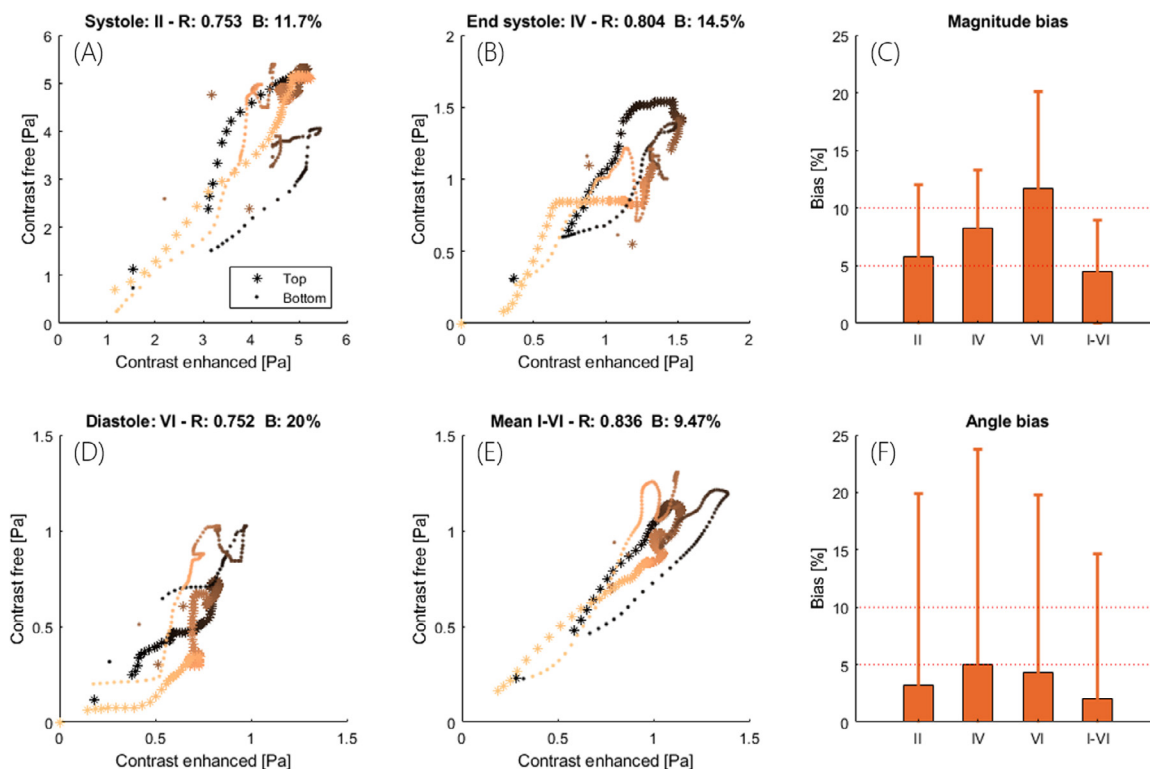 Systole: II - R: 0.753 B: 11.7%
(A)
6
5
4
3
2
1
0
Contrast free [Pa]
Top
Bottom
0 1 2 3 4 5 6
Contrast enhanced [Pa]
End systole: IV - R: 0.804 B: 14.5%
(B)
2
1.5
1
0.5
0
Contrast free [Pa]
0 0.5 1 1.5 2
Contrast enhanced [Pa]
Magnitude bias
(C)
25
20
15
10
5
0
Bias [%]
II IV VI I-VI
Diastole: VI - R: 0.752 B: 20%
(D)
1.5
1
0.5
0
Contrast free [Pa]
0 0.5 1 1.5
Contrast enhanced [Pa]
Mean I-VI - R: 0.836 B: 9.47%
(E)
1.5
1
0.5
0
Contrast free [Pa]
0 0.5 1 1.5
Contrast enhanced [Pa]
Angle bias
(F)
25
20
15
10
5
0
Bias [%]
II IV VI I-VI